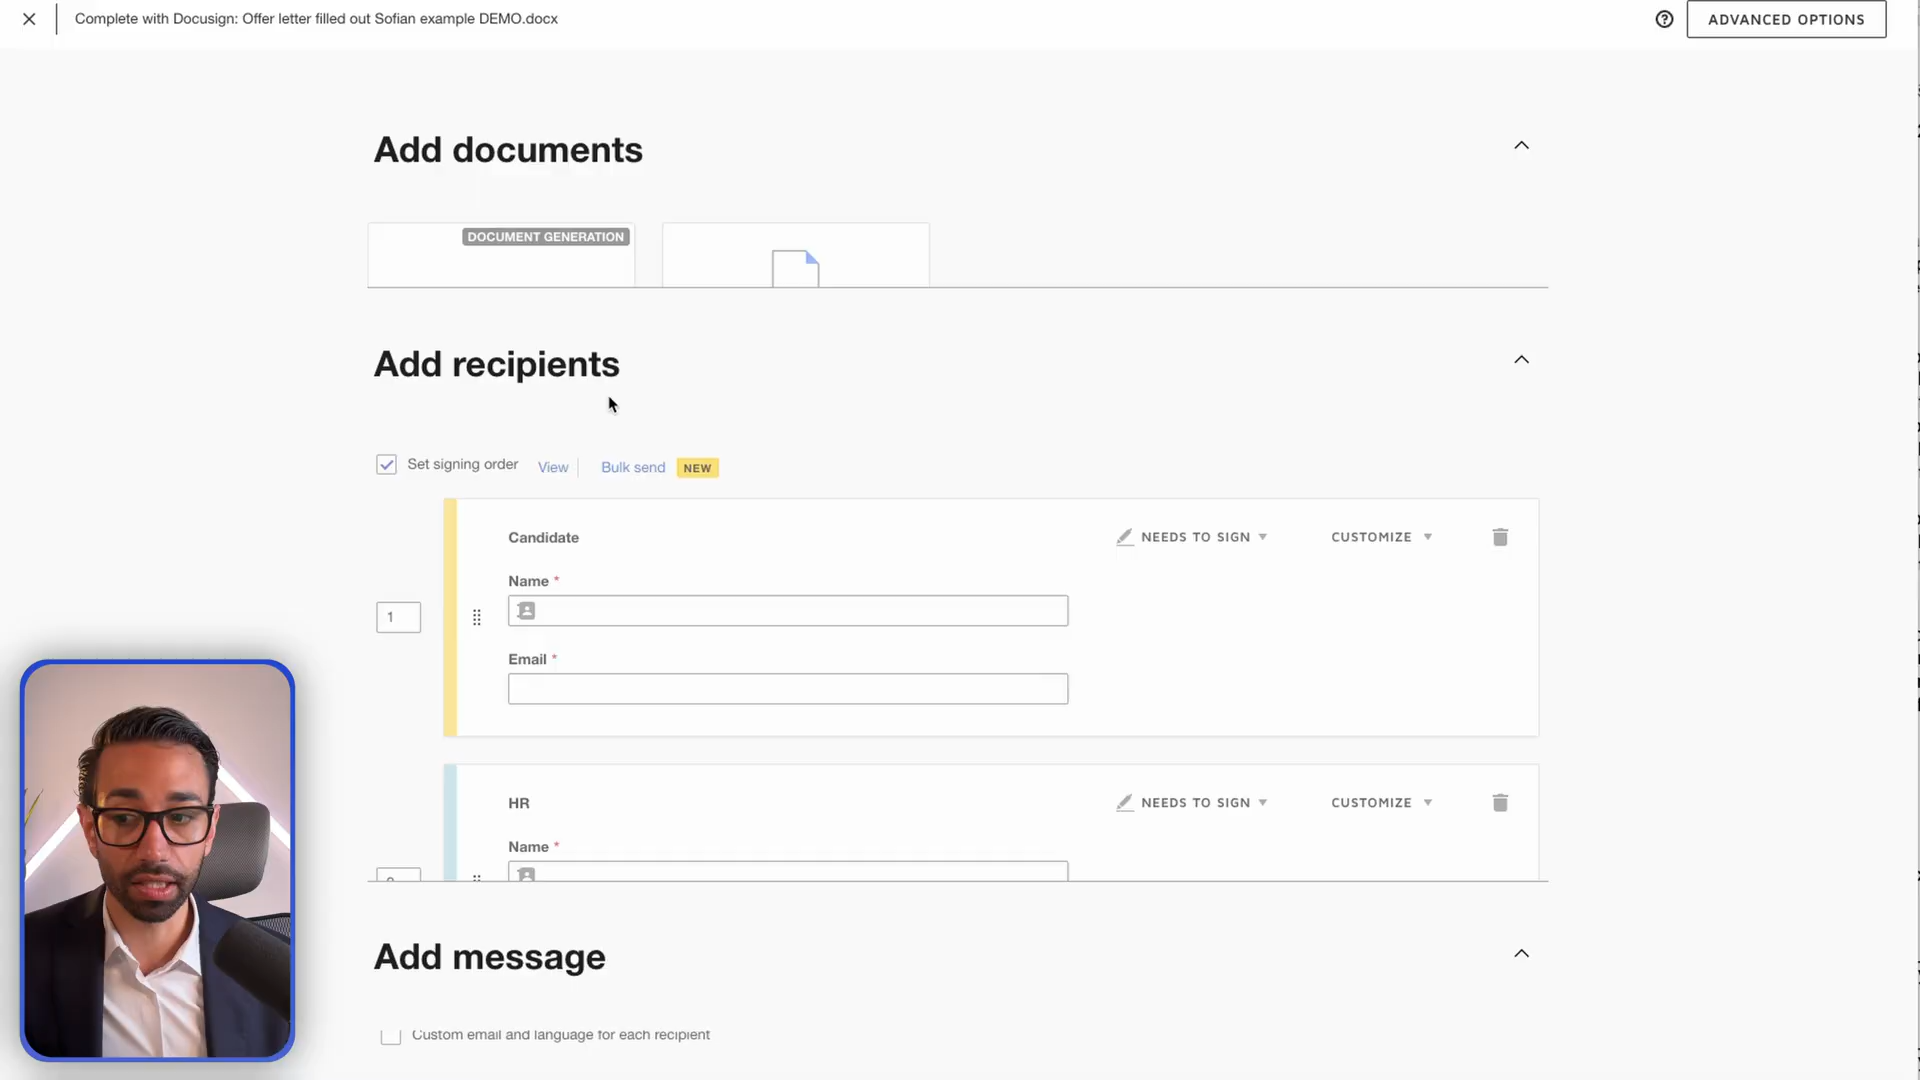 Complete with Docusign: Offer letter filled out Sofian example DEMO.docx
ADVANCED OPTIONS
Add documents
DOCUMENT GENERATION
Add recipients
Set signing order View Bulk send NEW
Candidate NEEDS TO SIGN CUSTOMIZE
Name *
1
Email *
HR NEEDS TO SIGN CUSTOMIZE
Name *
Add message
Custom email and language for each recipient